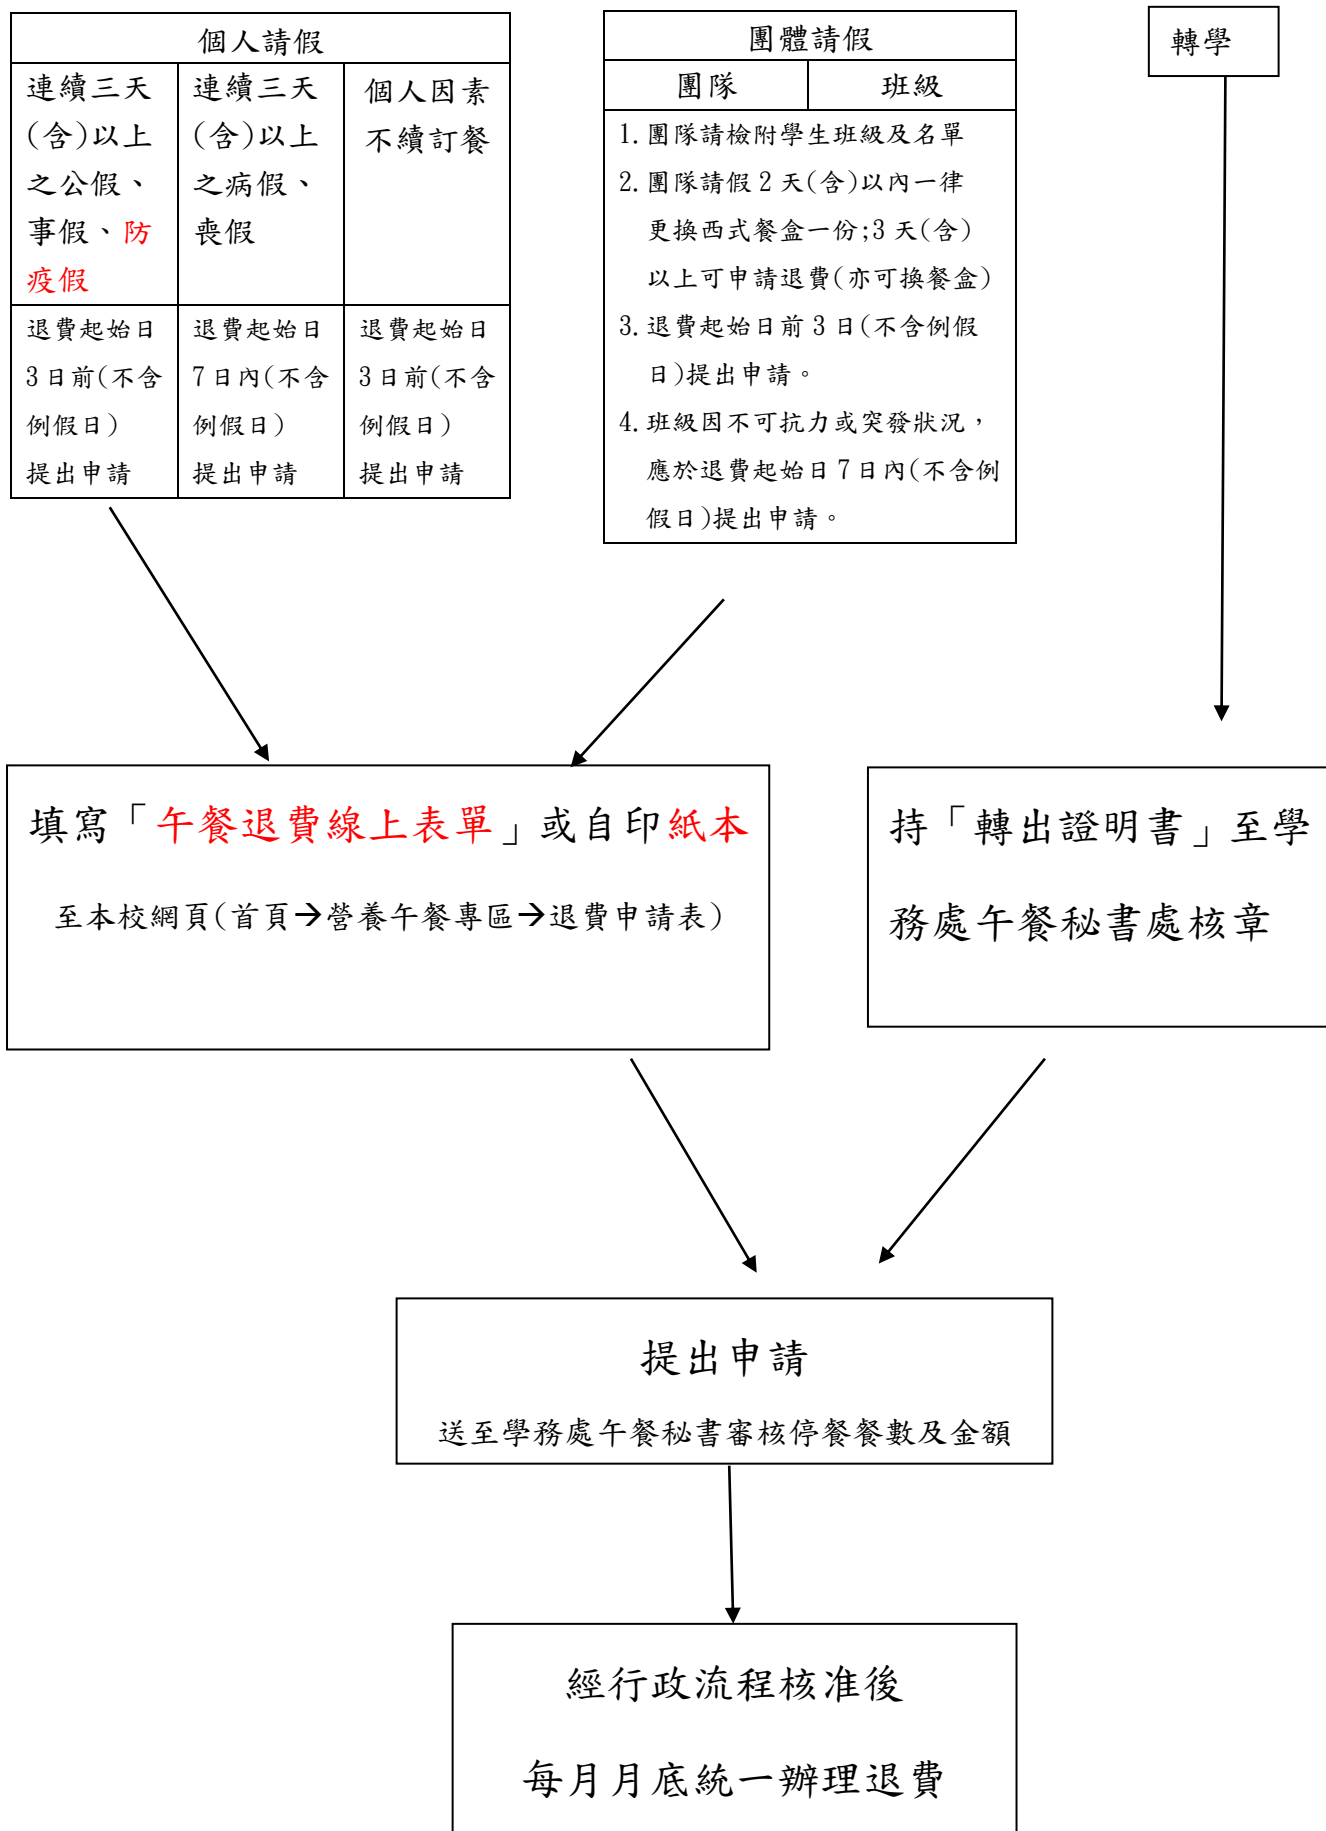 個人請假
連續三天
(含)以上
之公假、
事假、防
疫假
連續三天
(含)以上
之病假、
喪假
個人因素
不續訂餐
退費起始日
3日前(不含
例假日)
提出申請
退費起始日
7日內(不含
例假日)
提出申請
退費起始日
3日前(不含
例假日)
提出申請
團體請假
團隊
班級
1.團隊請檢附學生班級及名單
2.團隊請假2天(含)以內一律
更換西式餐盒一份;3天(含)
以上可申請退費(亦可換餐盒)
3.退費起始日前3日(不含例假
日)提出申請。
4.班級因不可抗力或突發狀況，
應於退費起始日7日內(不含例
假日)提出申請。
轉學
填寫「午餐退費線上表單」或自印紙本
至本校網頁(首頁→營養午餐專區→退費申請表)
持「轉出證明書」至學
務處午餐秘書處核章
提出申請
送至學務處午餐秘書審核停餐餐數及金額
經行政流程核准後
每月月底統一辦理退費